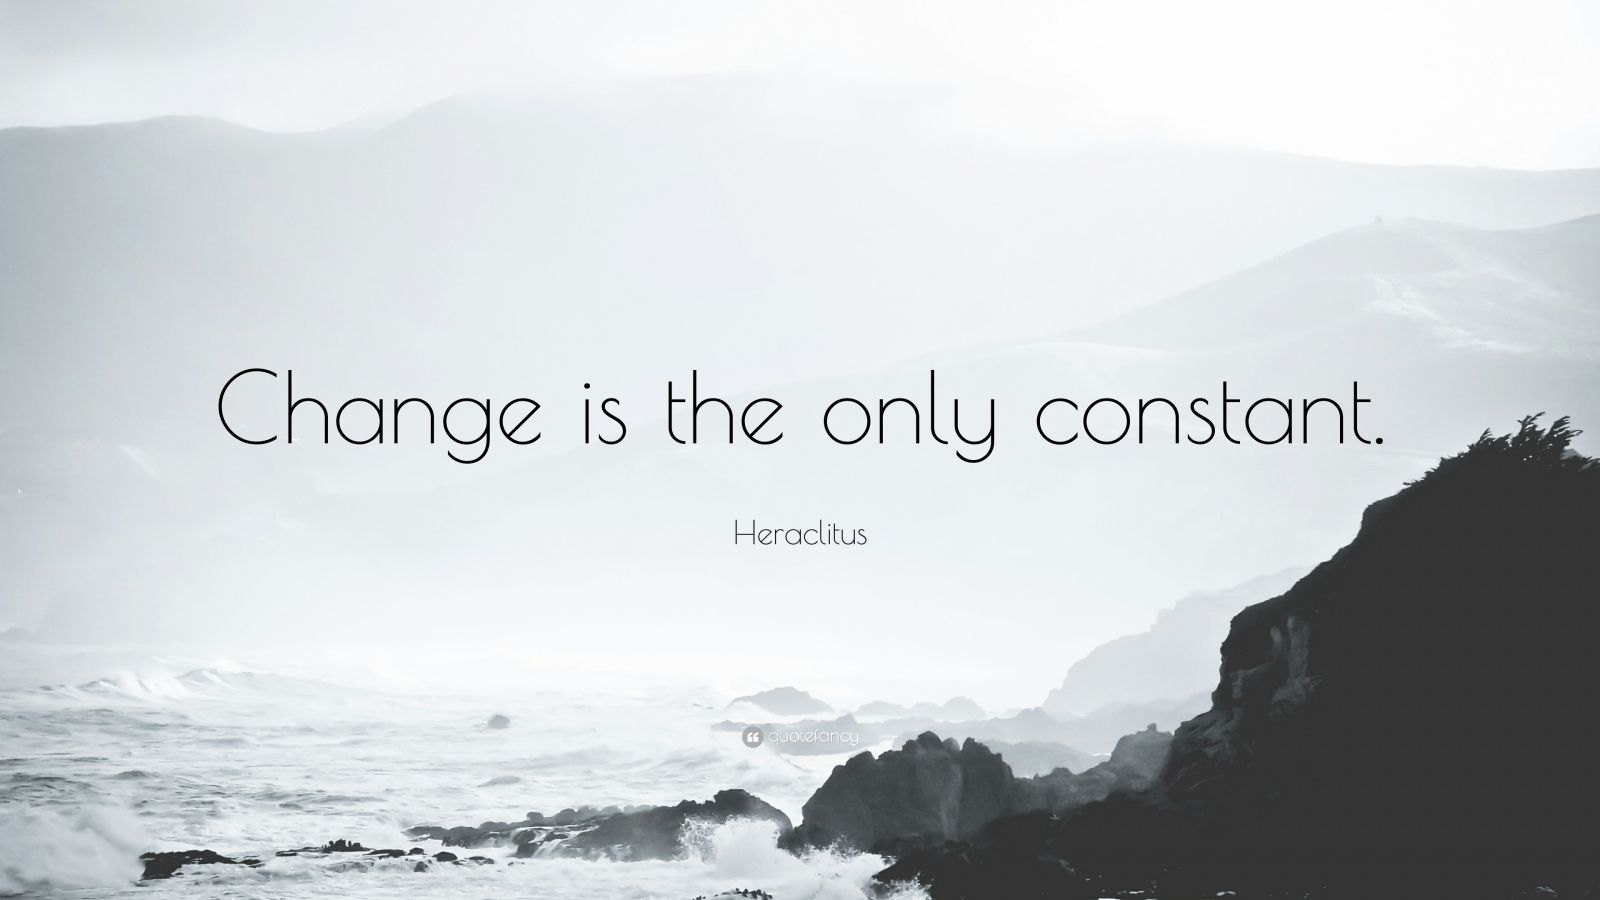 Change is the only constant.
Heraclitus
quotefancy